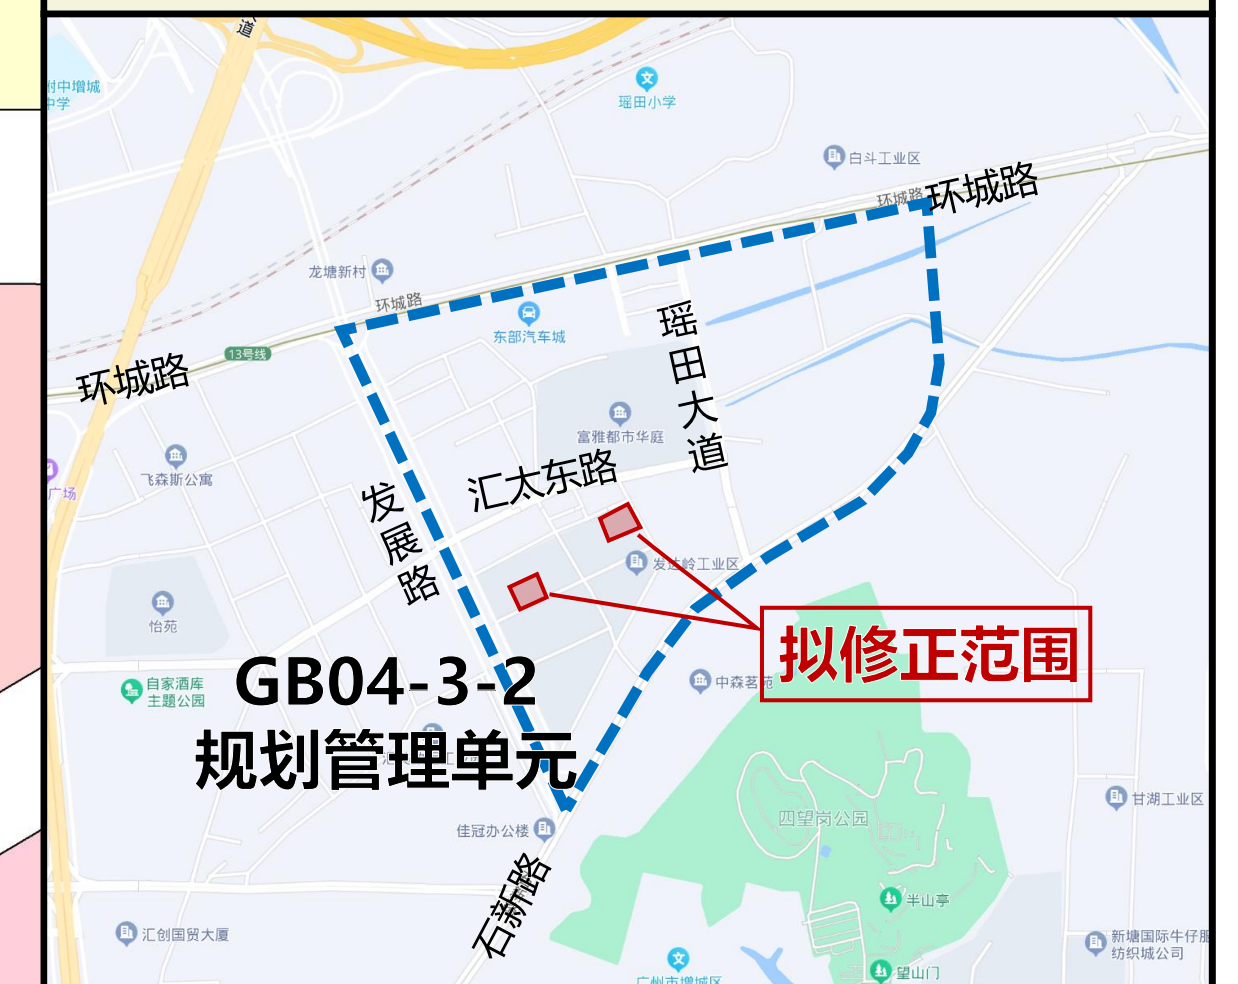 道
附中增城
中学
瑶田小学
白斗工业区
环城路
环城路
龙塘新村
环城路
东部汽车城
瑶田大道
13号线
环城路
富雅都市华庭
汇太东路
飞森斯公寓
广场
发展路
发达岭工业区
怡苑
拟修正范围
GB04-3-2
规划管理单元
自家酒库
主题公园
中森茗苑
甘湖工业区
四望岗公园
佳冠办公楼
石新路
半山亭
汇创国贸大厦
新塘国际牛仔服
纺织城公司
望山门
广州市增城区